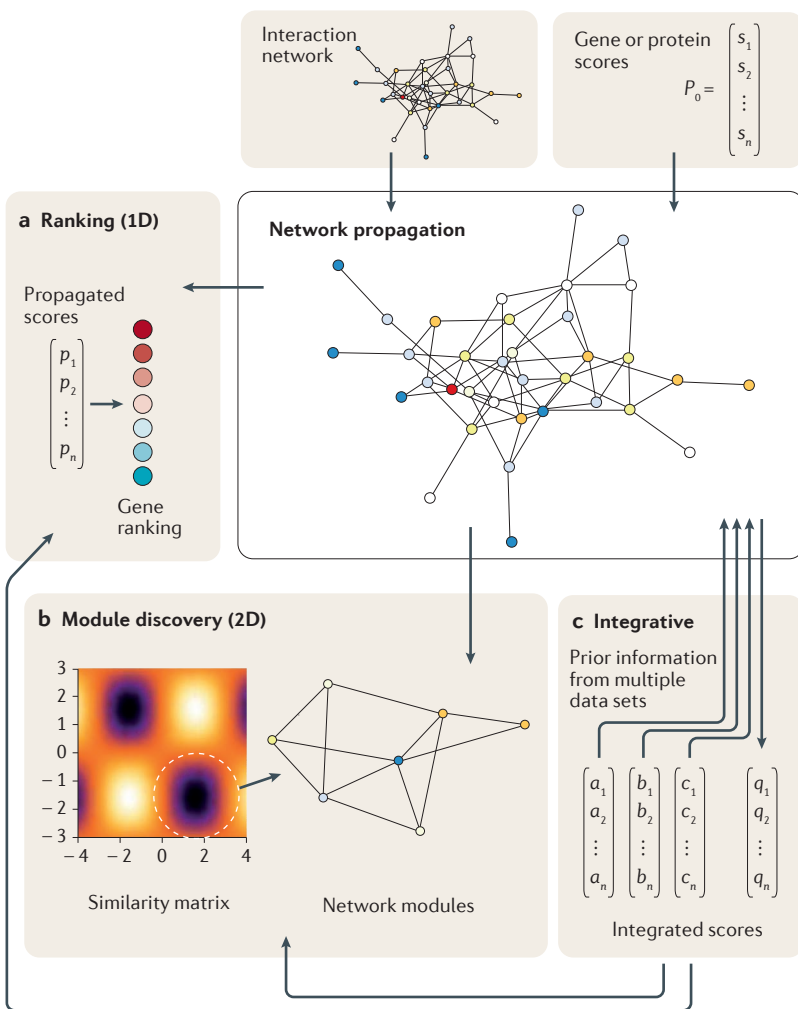 Interaction
network
Gene or protein
scores
P₀ =
s₁
s₂
⋮
sₙ
a Ranking (1D)
Propagated
scores
p₁
p₂
⋮
pₙ
Gene
ranking
Network propagation
b Module discovery (2D)
3
2
1
0
− 1
− 2
− 3
− 4
− 2
0
2
4
Similarity matrix
Network modules
c Integrative
Prior information
from multiple
data sets
a₁ b₁ c₁ q₁
a₂ b₂ c₂ q₂
⋮ ⋮ ⋮ ⋮
aₙ bₙ cₙ qₙ
Integrated scores